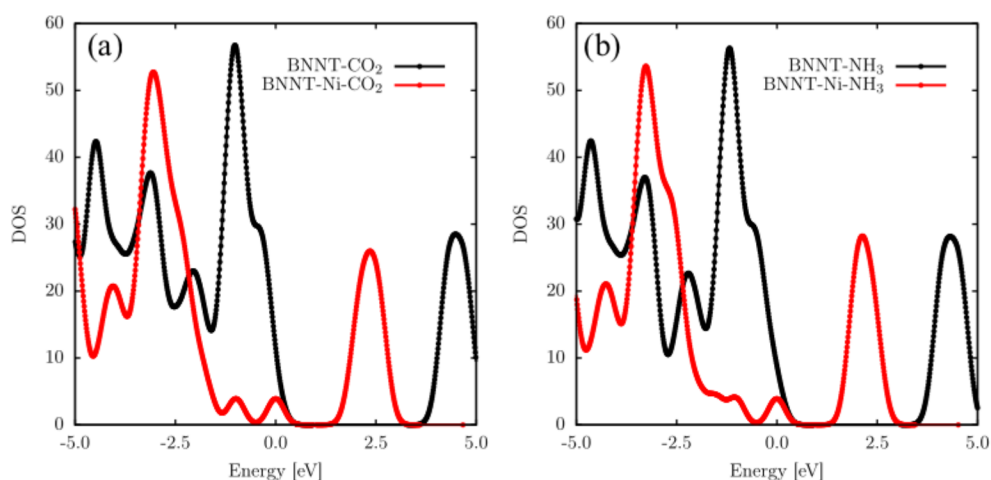 (a)
BNNT-CO₂
BNNT-Ni-CO₂
60
50
40
30
20
10
0
DOS
-5.0 -2.5 0.0 2.5 5.0
Energy [eV]
(b)
BNNT-NH₃
BNNT-Ni-NH₃
60
50
40
30
20
10
0
DOS
-5.0 -2.5 0.0 2.5 5.0
Energy [eV]